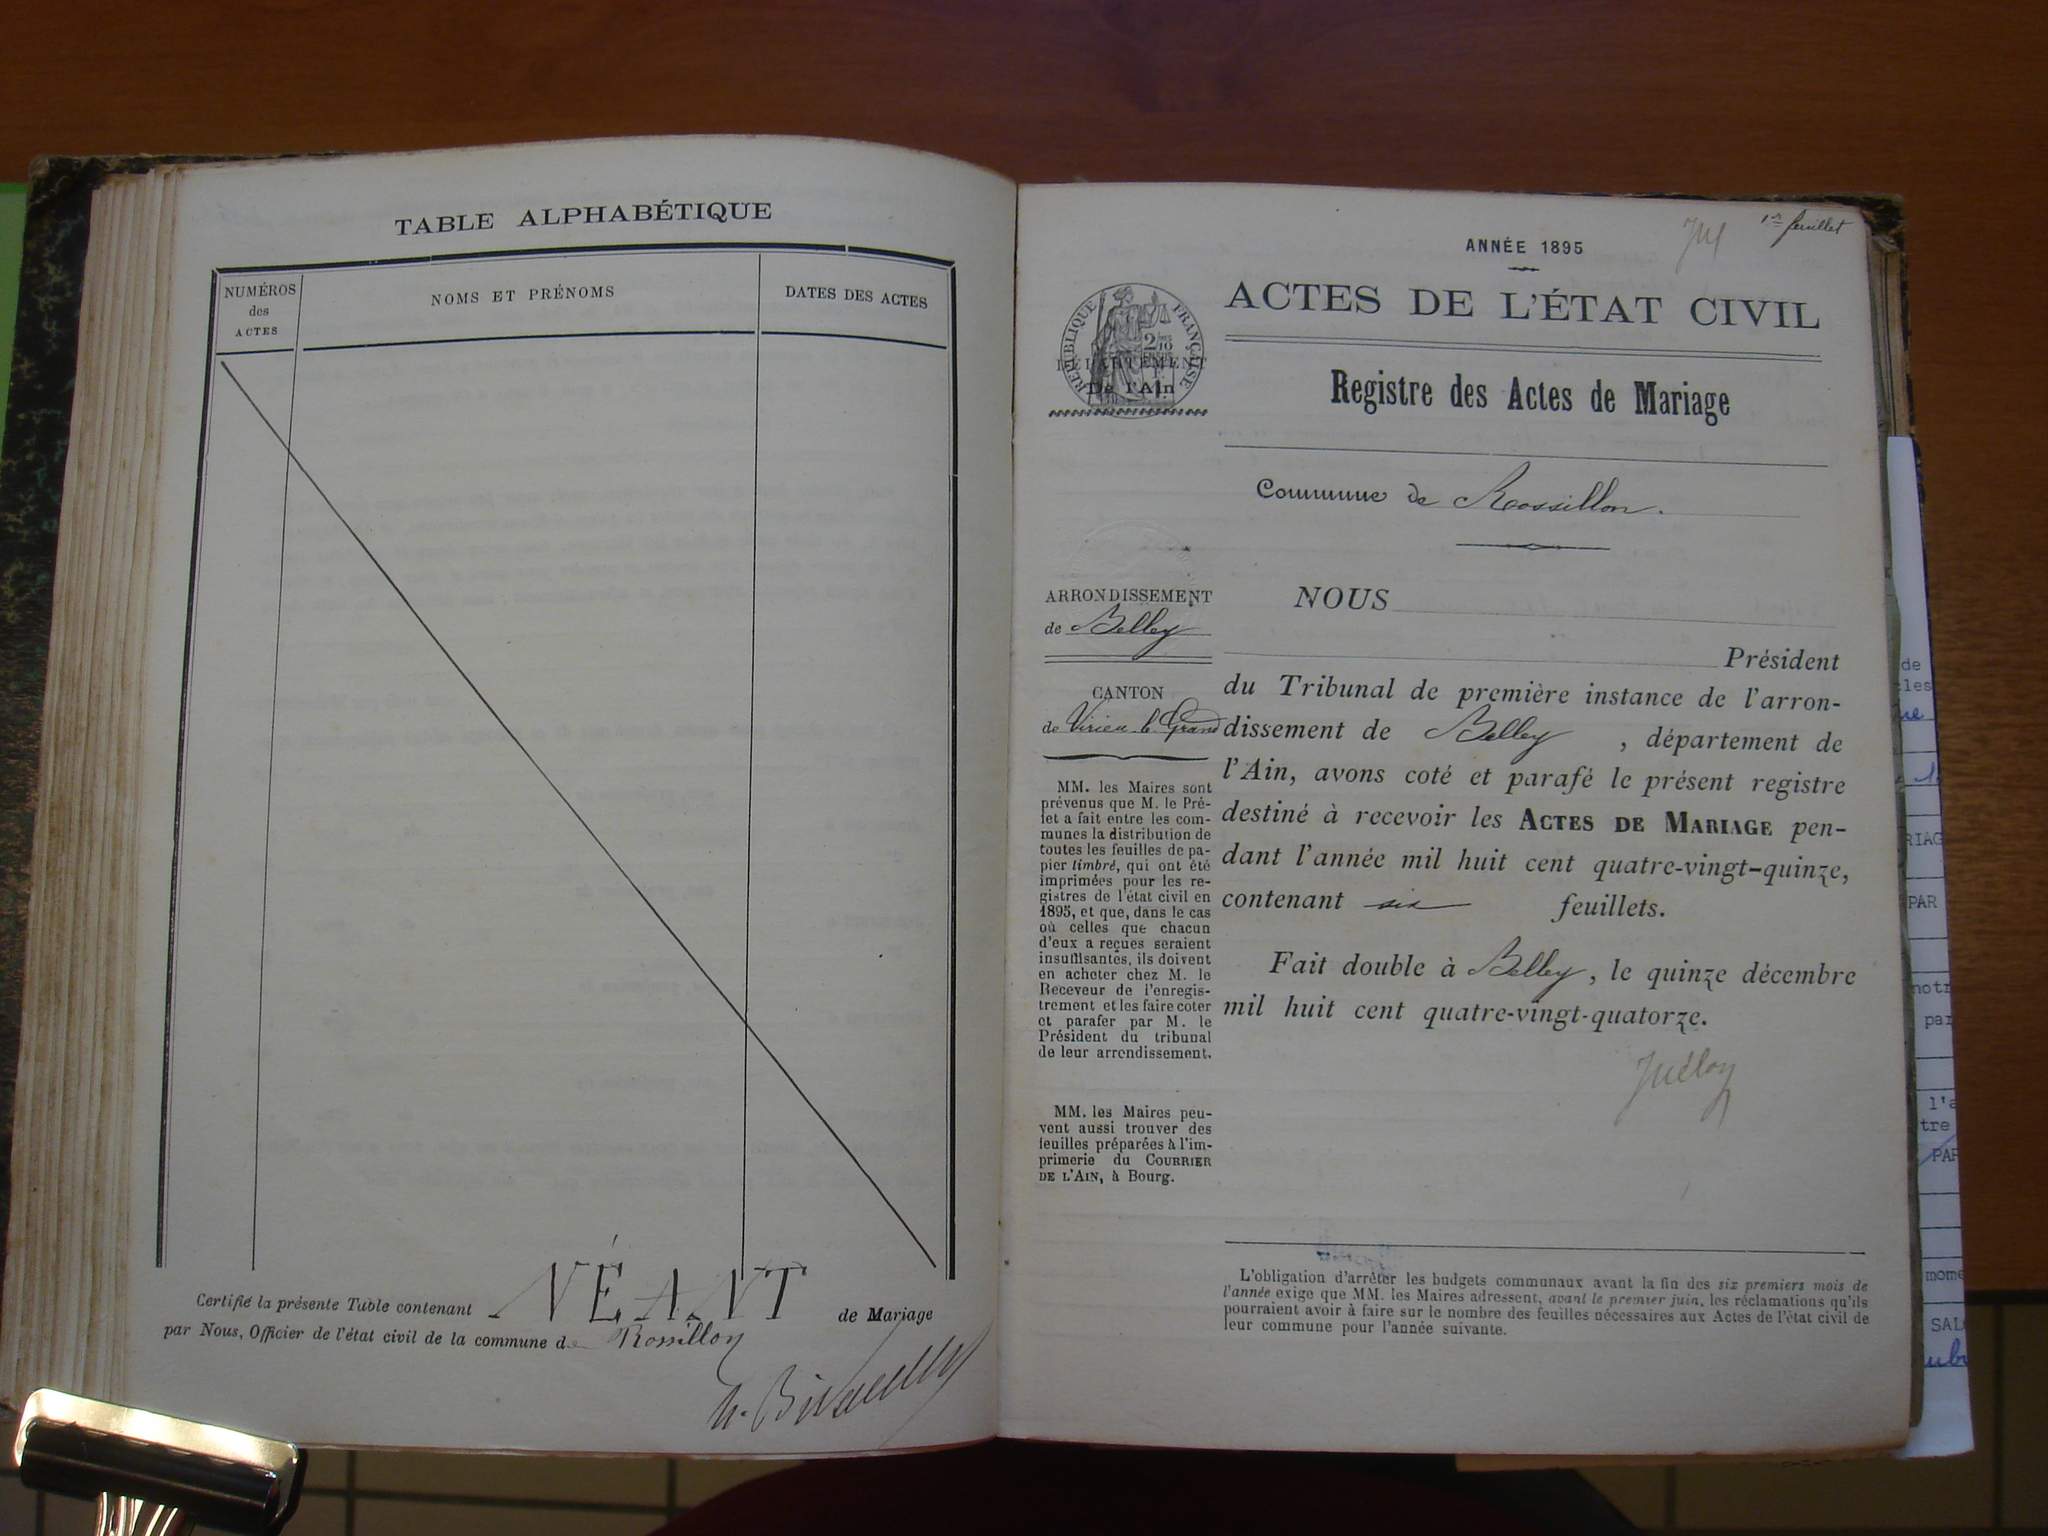 TABLE ALPHABÉTIQUE
NUMÉROS
des
ACTES
NOMS ET PRÉNOMS
DATES DES ACTES
Certifié la présente Table contenant NÉANT de Mariage
par Nous, Officier de l'état civil de la commune de Rossillon
1er feuillet
ANNÉE 1895
ACTES DE L'ÉTAT CIVIL
RÉPUBLIQUE FRANÇAISE
DÉPARTEMENT
De l'Ain.
Registre des Actes de Mariage
Commune de Rossillon.
ARRONDISSEMENT
de Belley
CANTON
de Virieu-le-Grand
MM. les Maires sont
prévenus que M. le Pré-
fet a fait entre les com-
munes la distribution de
toutes les feuilles de pa-
pier timbré, qui ont été
imprimées pour les re-
gistres de l'état civil en
1895, et que, dans le cas
où celles que chacun
d'eux a reçues seraient
insuffisantes, ils doivent
en acheter chez M. le
Receveur de l'enregis-
trement et les faire coter
et parafer par M. le
Président du tribunal
de leur arrondissement.
MM. les Maires peu-
vent aussi trouver des
feuilles préparées à l'im-
primerie du COURRIER
DE L'AIN, à Bourg.
NOUS
Président
du Tribunal de première instance de l'arron-
dissement de Belley, département de
l'Ain, avons coté et parafé le présent registre
destiné à recevoir les ACTES DE MARIAGE pen-
dant l'année mil huit cent quatre-vingt-quinze,
contenant six feuillets.
Fait double à Belley, le quinze décembre
mil huit cent quatre-vingt-quatorze.
L'obligation d'arrêter les budgets communaux avant la fin des six premiers mois de
l'année exige que MM. les Maires adressent, avant le premier juin, les réclamations qu'ils
pourraient avoir à faire sur le nombre des feuilles nécessaires aux Actes de l'état civil de
leur commune pour l'année suivante.